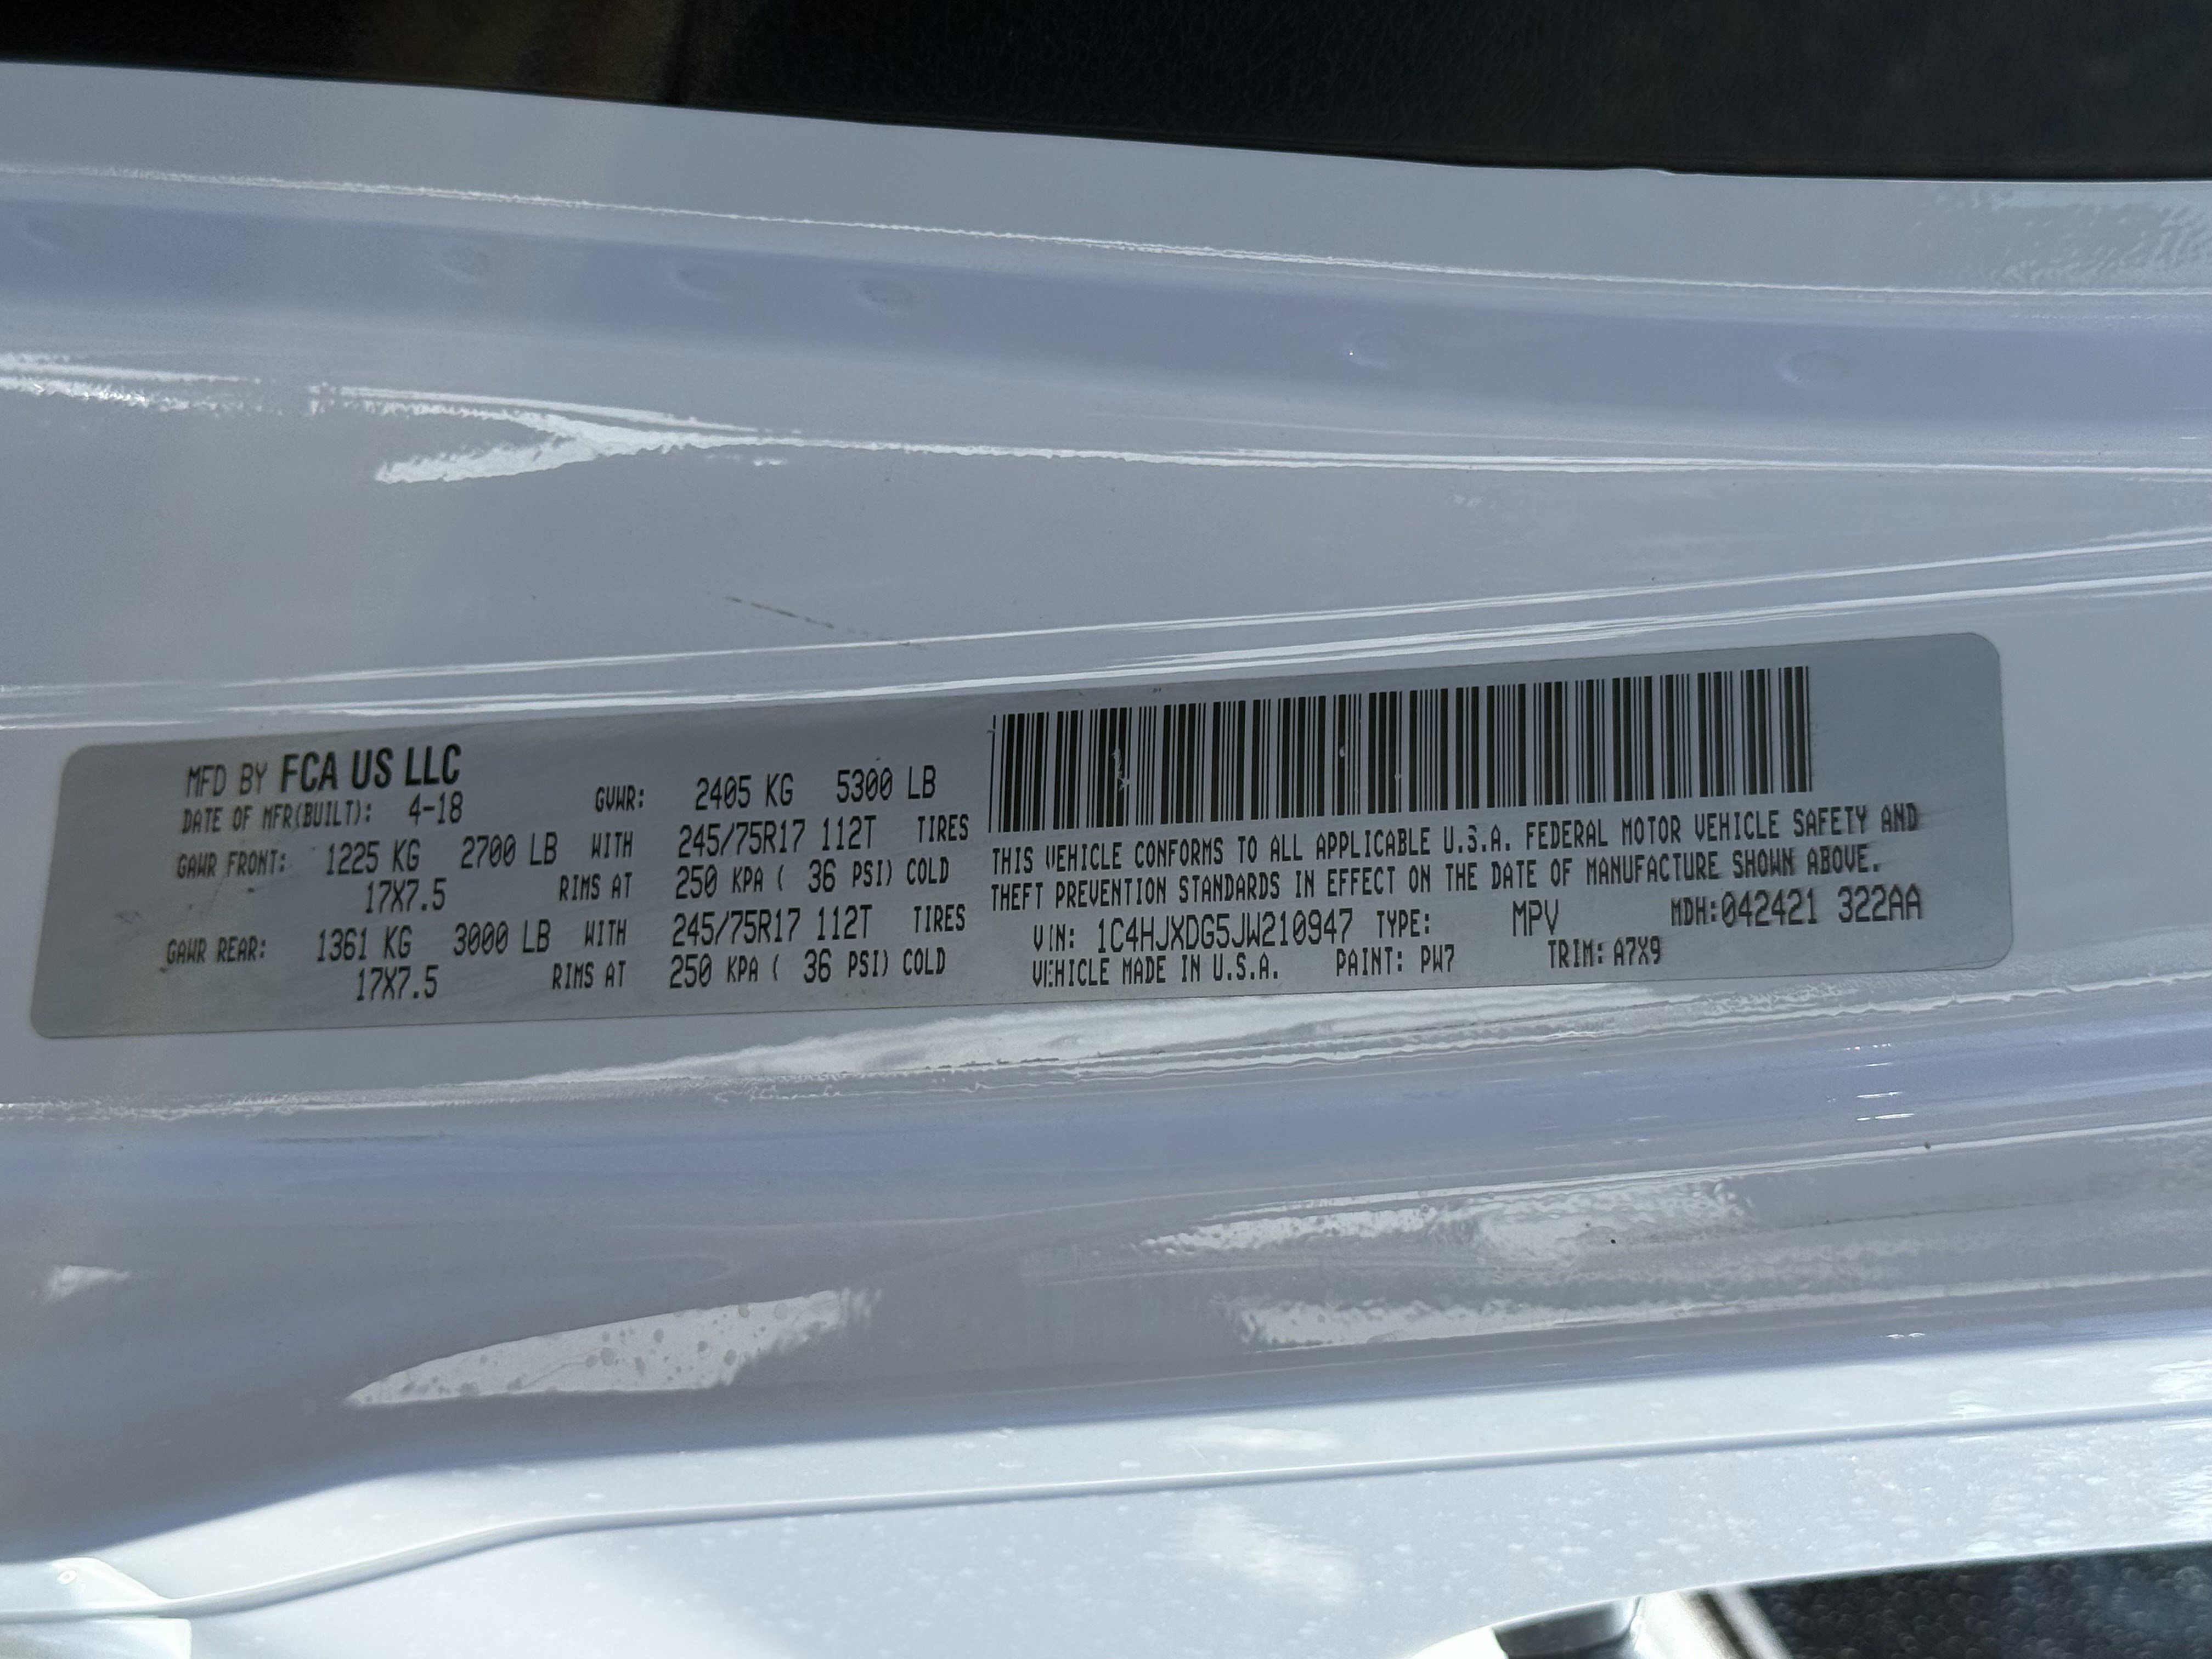 MFD BY FCA US LLC
DATE OF MFR(BUILT): 4-18 GVWR: 2405 KG 5300 LB
GAWR FRONT: 1225 KG 2700 LB WITH 245/75R17 112T TIRES
17X7.5 RIMS AT 250 KPA ( 36 PSI) COLD
GAWR REAR: 1361 KG 3000 LB WITH 245/75R17 112T TIRES
17X7.5 RIMS AT 250 KPA ( 36 PSI) COLD
THIS VEHICLE CONFORMS TO ALL APPLICABLE U.S.A. FEDERAL MOTOR VEHICLE SAFETY AND
THEFT PREVENTION STANDARDS IN EFFECT ON THE DATE OF MANUFACTURE SHOWN ABOVE.
VIN: 1C4HJXDG5JW210947 TYPE: MPV MDH:042421 322AA
VEHICLE MADE IN U.S.A. PAINT: PW7 TRIM: A7X9